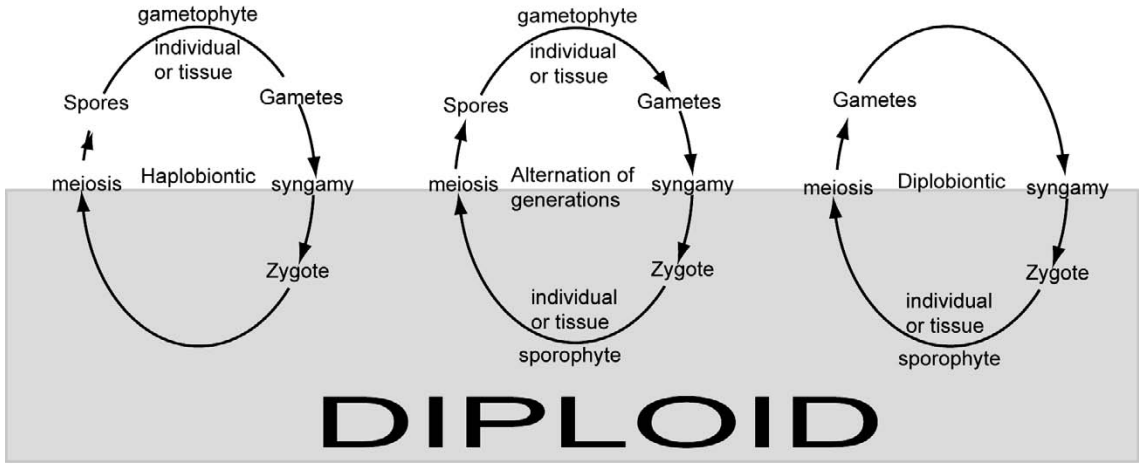 gametophyte
individual
or tissue
Spores
Gametes
meiosis
Haplobiontic
syngamy
Zygote
gametophyte
individual
or tissue
Spores
Gametes
meiosis
Alternation of
generations
syngamy
Zygote
individual
or tissue
sporophyte
Gametes
meiosis
Diplobiontic
syngamy
Zygote
individual
or tissue
sporophyte
DIPLOID